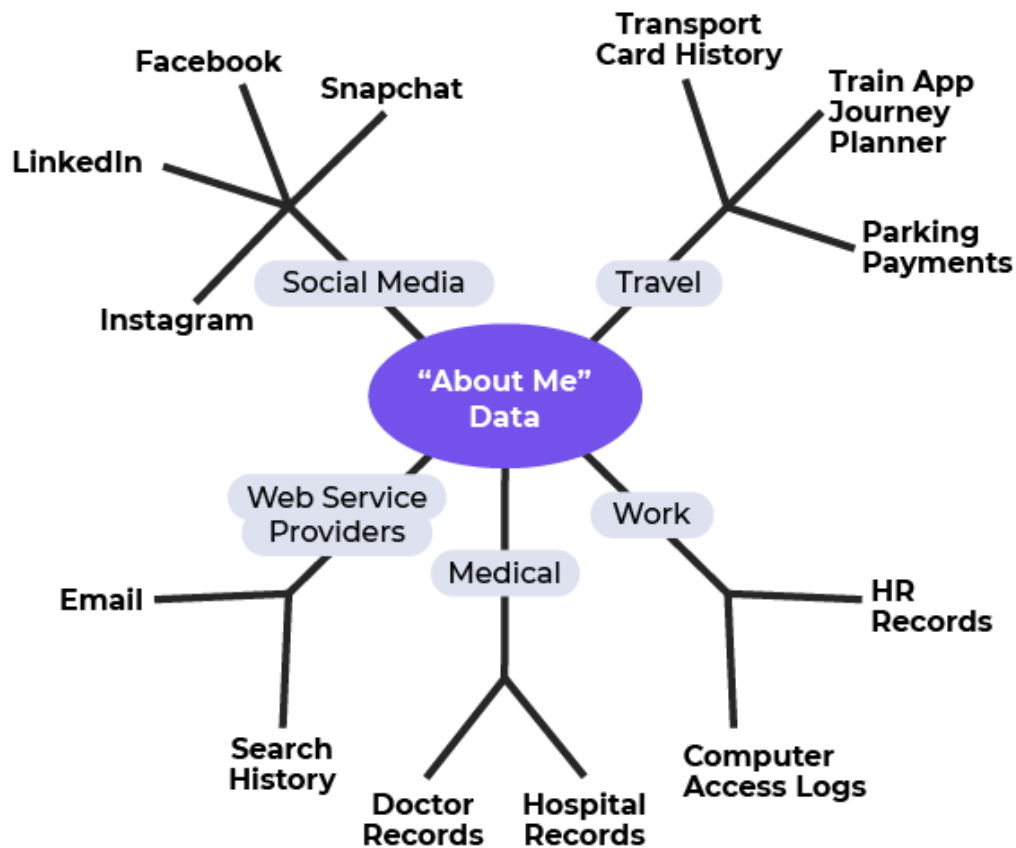 Facebook
Snapchat
LinkedIn
Instagram
Social Media
Transport
Card History
Train App
Journey
Planner
Parking
Payments
Travel
“About Me”
Data
Web Service
Providers
Email
Search
History
Medical
Doctor
Records
Hospital
Records
Work
HR
Records
Computer
Access Logs